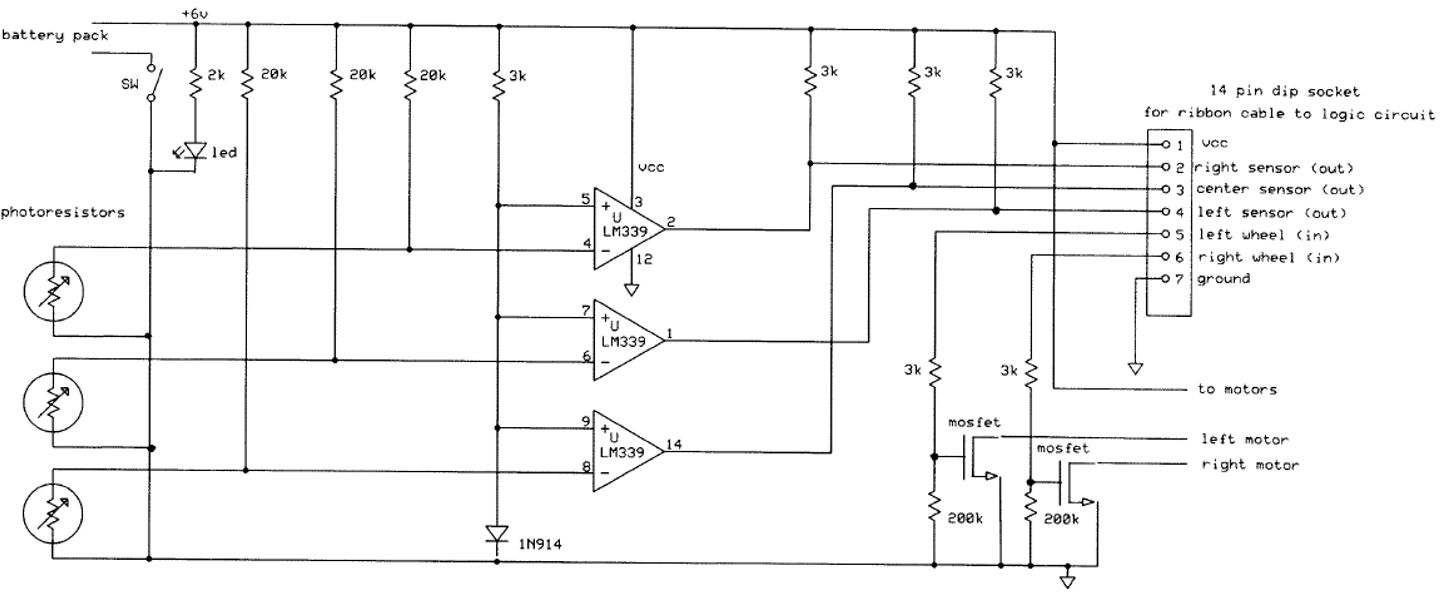 +6v
battery pack
SW
2k
20k
20k
20k
3k
3k
3k
3k
14 pin dip socket
for ribbon cable to logic circuit
led
vcc
1 vcc
2 right sensor (out)
3 center sensor (out)
4 left sensor (out)
5 left wheel (in)
6 right wheel (in)
7 ground
photoresistors
5 + 3
U
LM339
2
4 -
12
7 +
U
LM339
1
6 -
3k
3k
to motors
9 +
U
LM339
14
8 -
mosfet
left motor
mosfet
right motor
200k
200k
1N914